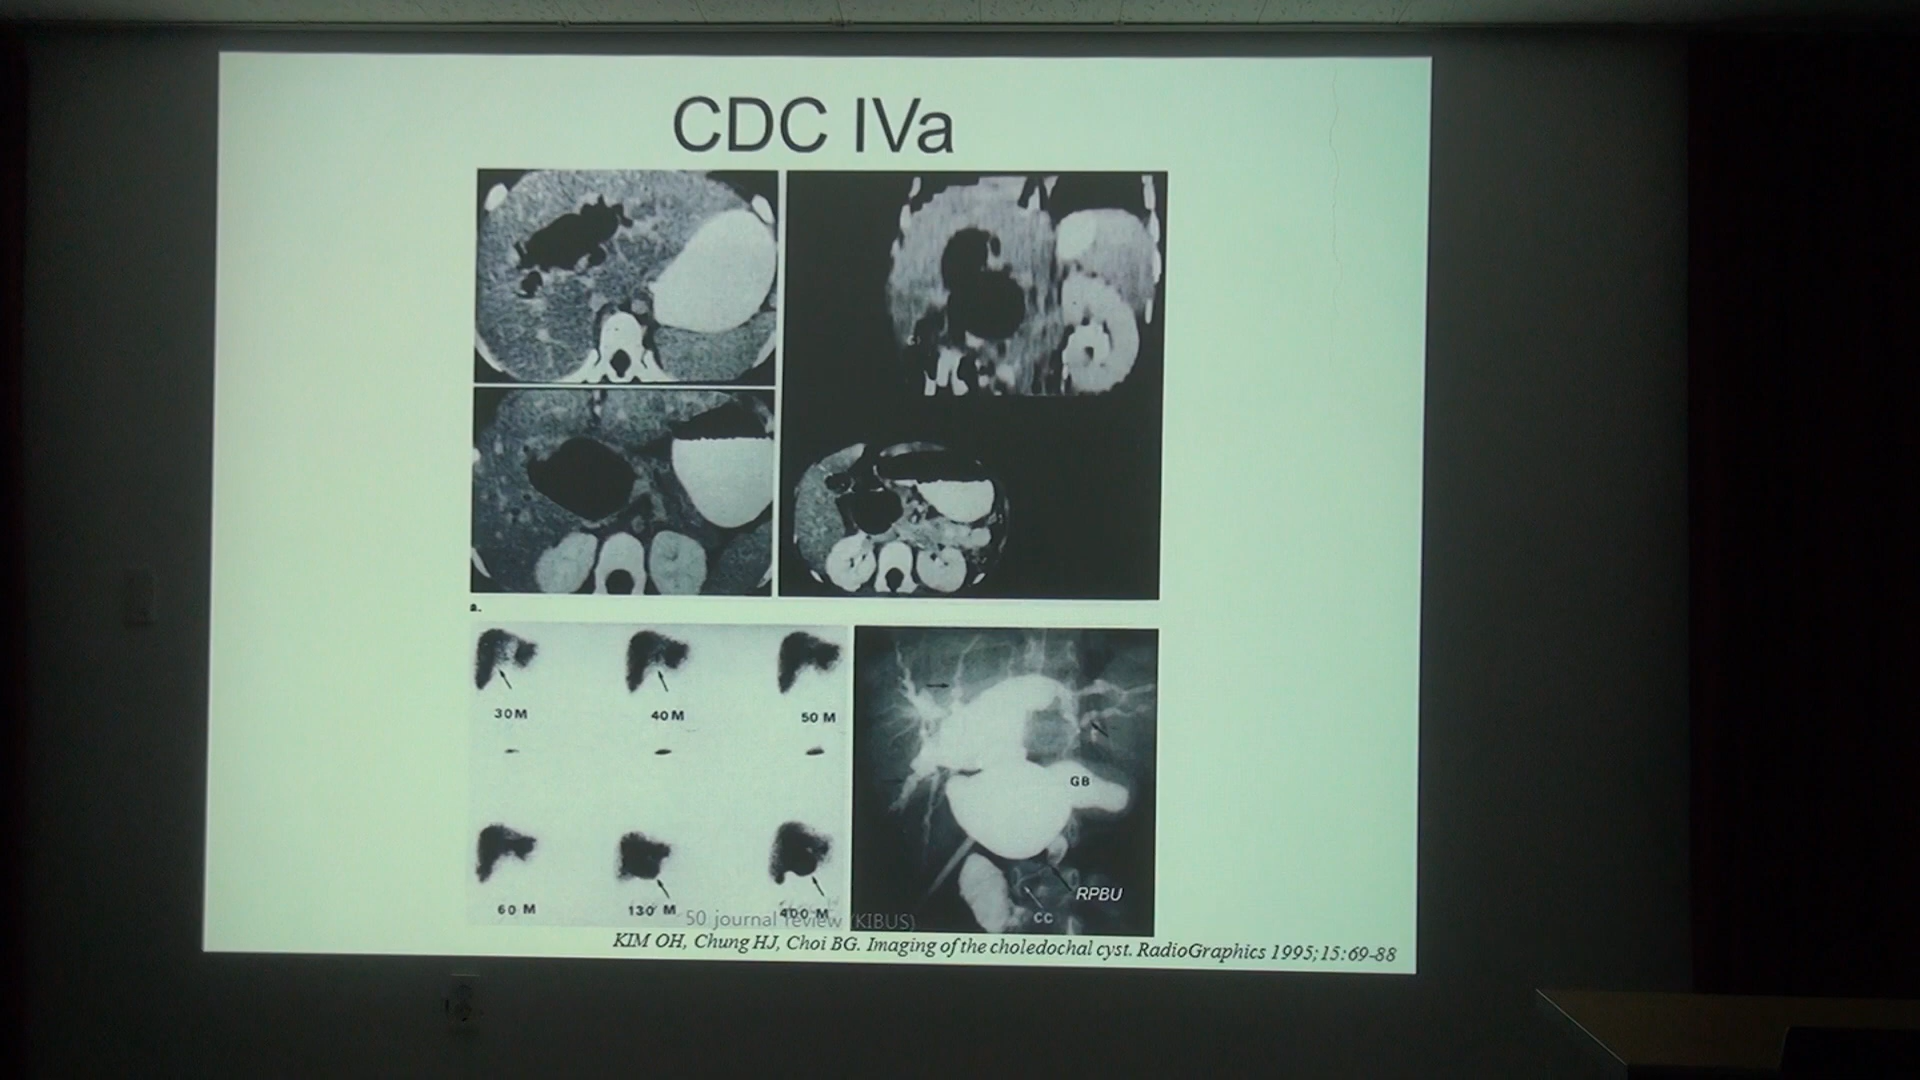 CDC IVa
a.
30 M
40 M
50 M
60 M
130 M
400 M
GB
RPBU
CC
50 journal review (KIBUS)
KIM OH, Chung HJ, Choi BG. Imaging of the choledochal cyst. RadioGraphics 1995;15:69-88